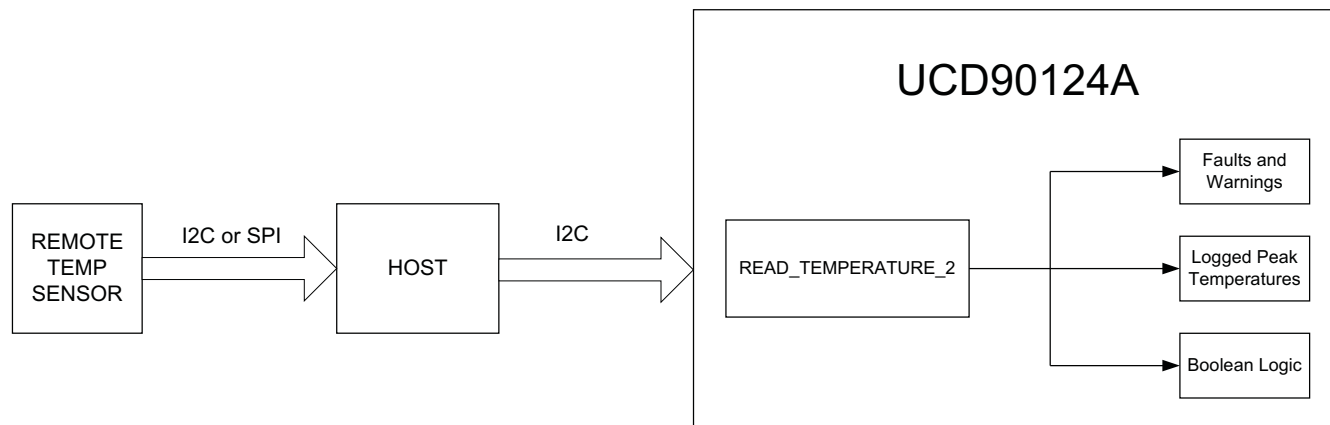 UCD90124A
Faults and
Warnings
REMOTE
TEMP
SENSOR
I2C or SPI
HOST
I2C
READ_TEMPERATURE_2
Logged Peak
Temperatures
Boolean Logic